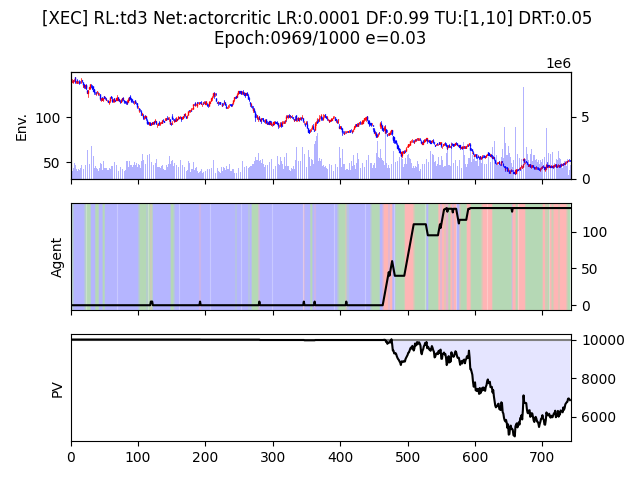 [XEC] RL:td3 Net:actorcritic LR:0.0001 DF:0.99 TU:[1,10] DRT:0.05
Epoch:0969/1000 e=0.03
1e6
Env.
100
50
5
0
Agent
100
50
0
PV
10000
8000
6000
0 100 200 300 400 500 600 700